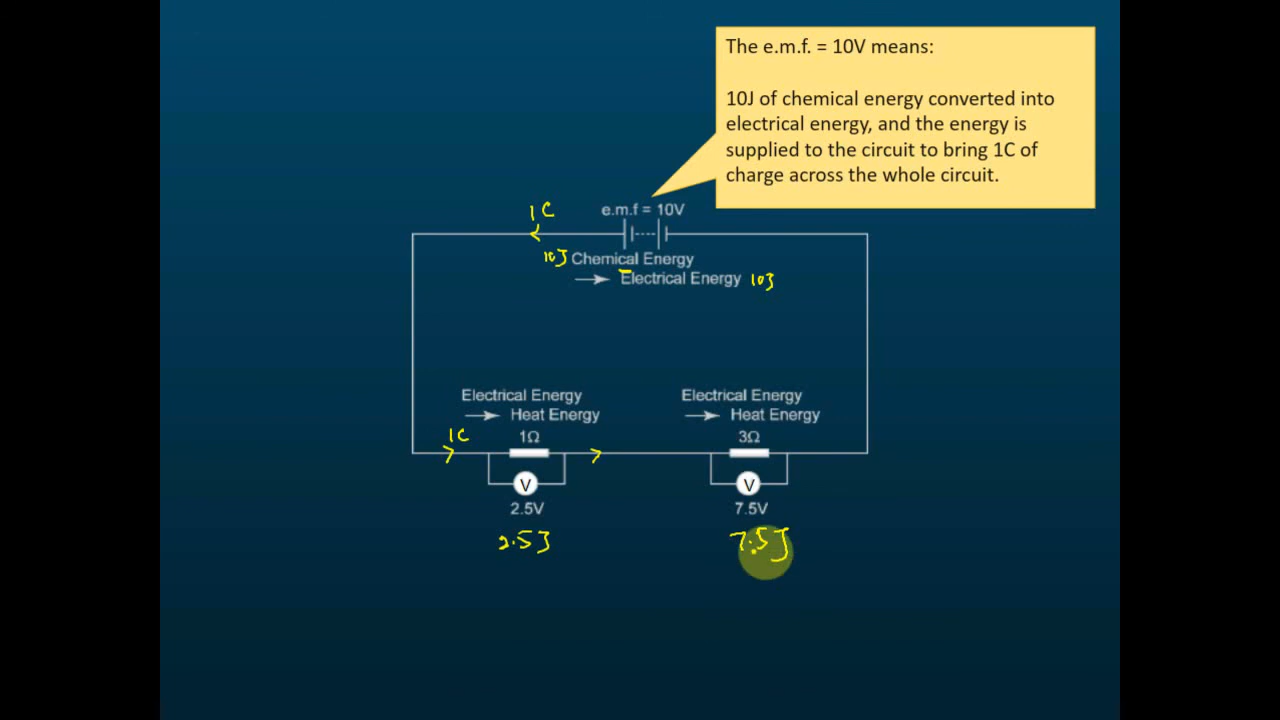 The e.m.f. = 10V means:
10J of chemical energy converted into
electrical energy, and the energy is
supplied to the circuit to bring 1C of
charge across the whole circuit.
1C
e.m.f = 10V
10J Chemical Energy
Electrical Energy 10J
Electrical Energy
Heat Energy
1Ω
1C
V
2.5V
2.5J
Electrical Energy
Heat Energy
3Ω
V
7.5V
7.5J